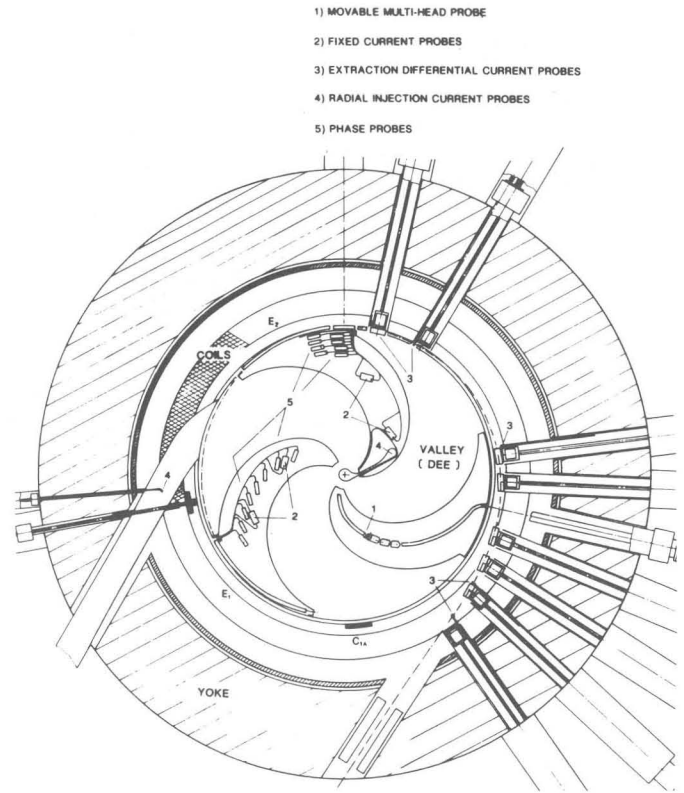 1) MOVABLE MULTI-HEAD PROBE
2) FIXED CURRENT PROBES
3) EXTRACTION DIFFERENTIAL CURRENT PROBES
4) RADIAL INJECTION CURRENT PROBES
5) PHASE PROBES
E₂
COILS
3
5
2
4
VALLEY
( DEE )
3
4
1
2
3
E₁
C₁ₐ
YOKE